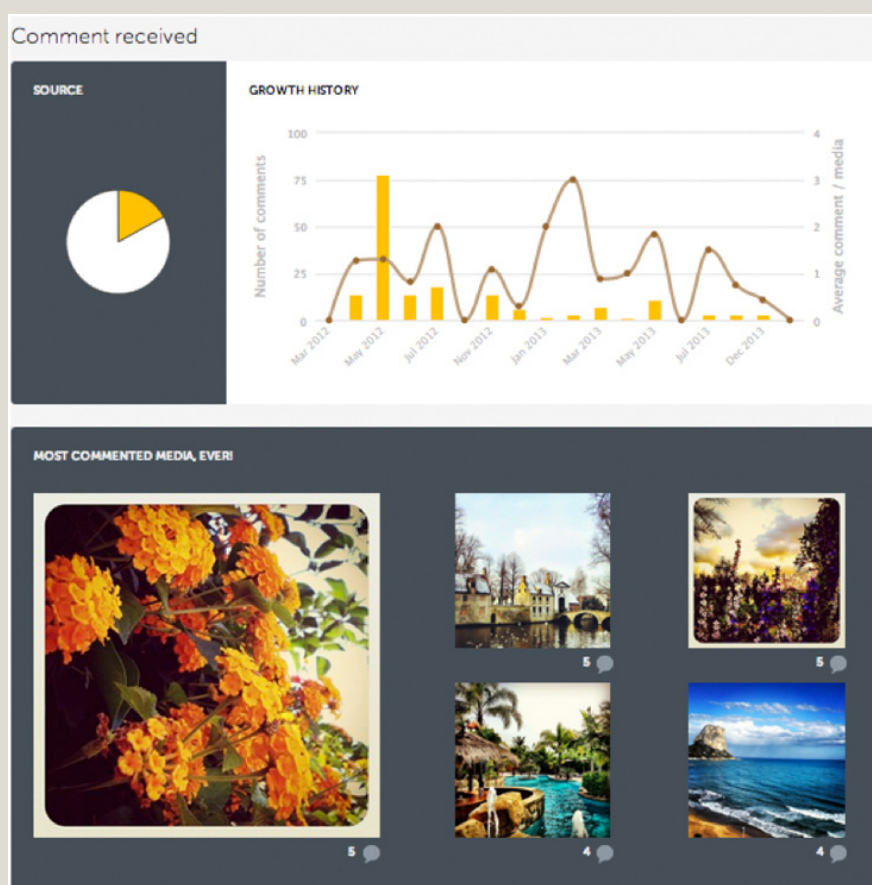 Comment received
SOURCE
GROWTH HISTORY
Number of comments
100
75
50
25
0
4
3
2
1
0
Average comment / media
Mar 2012
May 2012
Jul 2012
Nov 2012
Jan 2013
Mar 2013
May 2013
Jul 2013
Dec 2013
MOST COMMENTED MEDIA, EVER!
5
5
5
4
4